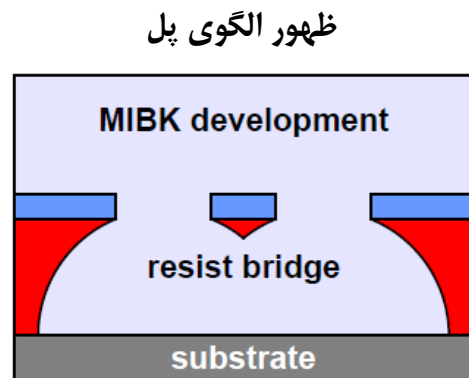 ظهور الگوی پل
MIBK development
resist bridge
substrate